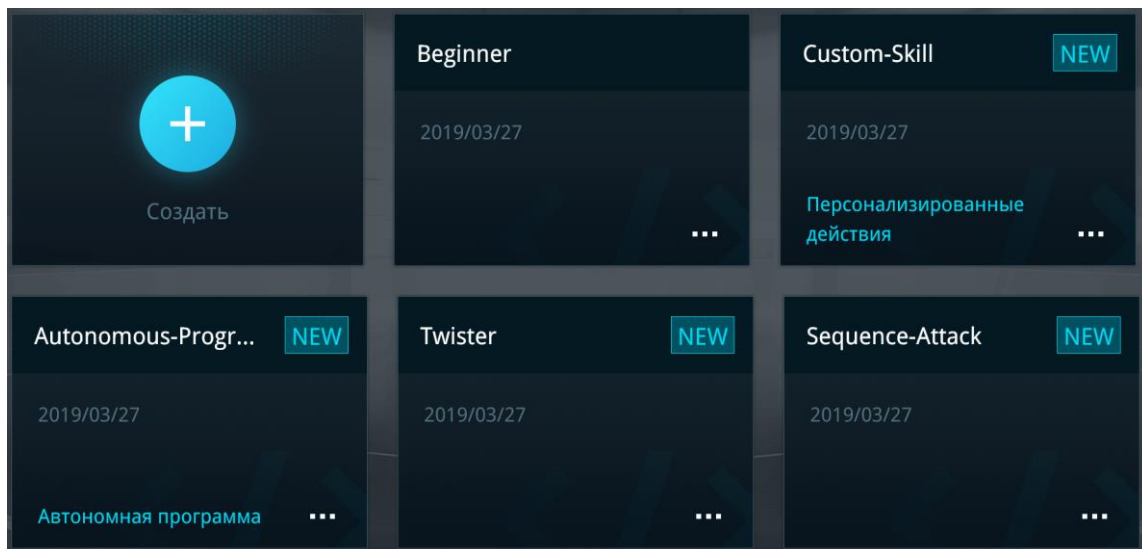 Beginner
Custom-Skill NEW
2019/03/27
2019/03/27
Создать
Персонализированные
действия
Autonomous-Progr... NEW
Twister NEW
Sequence-Attack NEW
2019/03/27
2019/03/27
2019/03/27
Автономная программа